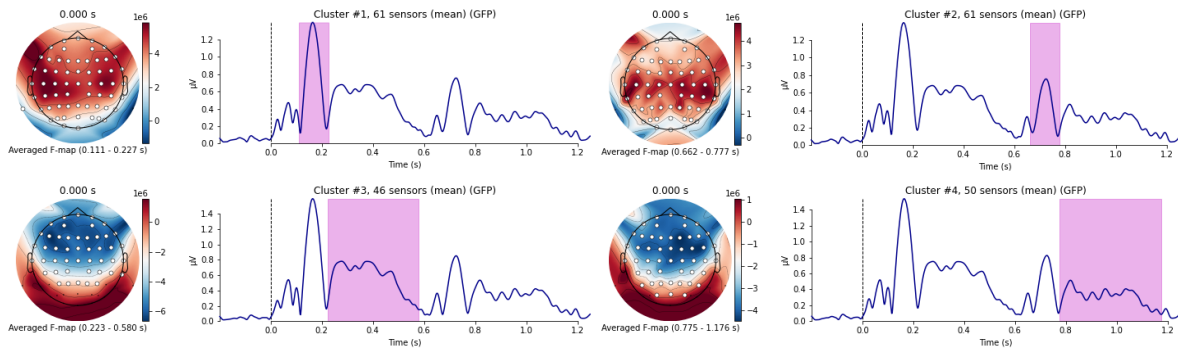 0.000 s
1e6
4
2
0
Averaged F-map (0.111 - 0.227 s)
Cluster #1, 61 sensors (mean) (GFP)
µV
1.2
1.0
0.8
0.6
0.4
0.2
0.0
0.0 0.2 0.4 0.6 0.8 1.0 1.2
Time (s)
0.000 s
1e6
4
3
2
1
0
Averaged F-map (0.662 - 0.777 s)
Cluster #2, 61 sensors (mean) (GFP)
µV
1.2
1.0
0.8
0.6
0.4
0.2
0.0
0.0 0.2 0.4 0.6 0.8 1.0 1.2
Time (s)
0.000 s
1e6
0
−2
−4
−6
Averaged F-map (0.223 - 0.580 s)
Cluster #3, 46 sensors (mean) (GFP)
µV
1.4
1.2
1.0
0.8
0.6
0.4
0.2
0.0
0.0 0.2 0.4 0.6 0.8 1.0 1.2
Time (s)
0.000 s
1e6
1
0
−1
−2
−3
−4
Averaged F-map (0.775 - 1.176 s)
Cluster #4, 50 sensors (mean) (GFP)
µV
1.4
1.2
1.0
0.8
0.6
0.4
0.2
0.0
0.0 0.2 0.4 0.6 0.8 1.0 1.2
Time (s)